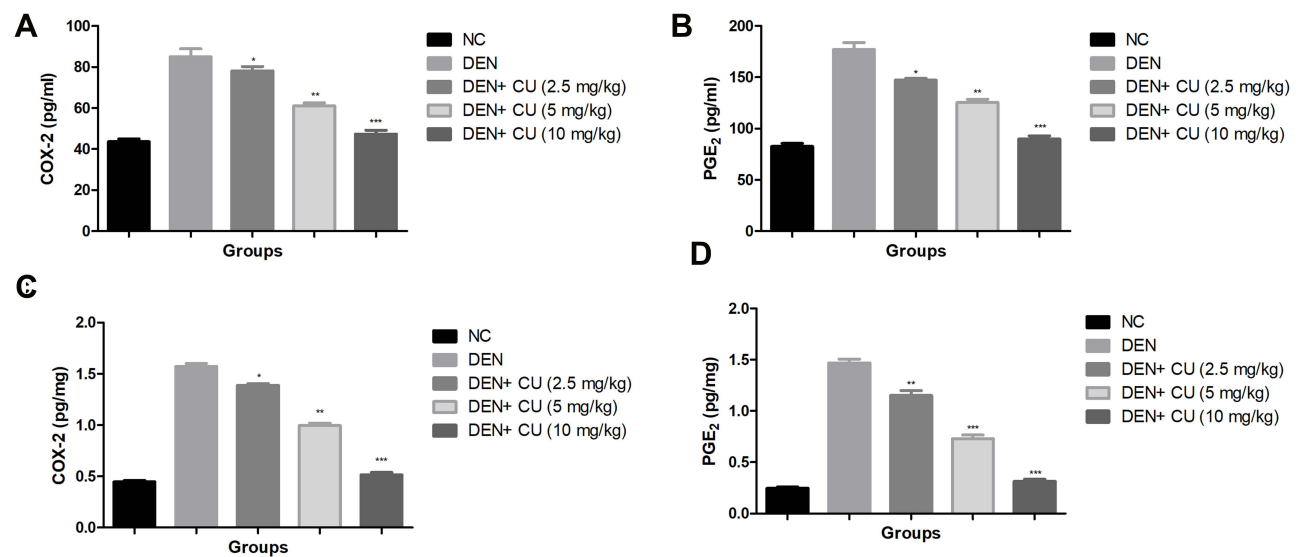 A
COX-2 (pg/ml)
100
80
60
40
20
0
*
**
***
Groups
NC
DEN
DEN+ CU (2.5 mg/kg)
DEN+ CU (5 mg/kg)
DEN+ CU (10 mg/kg)
B
PGE2 (pg/ml)
200
150
100
50
0
*
**
***
Groups
NC
DEN
DEN+ CU (2.5 mg/kg)
DEN+ CU (5 mg/kg)
DEN+ CU (10 mg/kg)
C
COX-2 (pg/mg)
2.0
1.5
1.0
0.5
0.0
*
**
***
Groups
NC
DEN
DEN+ CU (2.5 mg/kg)
DEN+ CU (5 mg/kg)
DEN+ CU (10 mg/kg)
D
PGE2 (pg/mg)
2.0
1.5
1.0
0.5
0.0
**
***
***
Groups
NC
DEN
DEN+ CU (2.5 mg/kg)
DEN+ CU (5 mg/kg)
DEN+ CU (10 mg/kg)